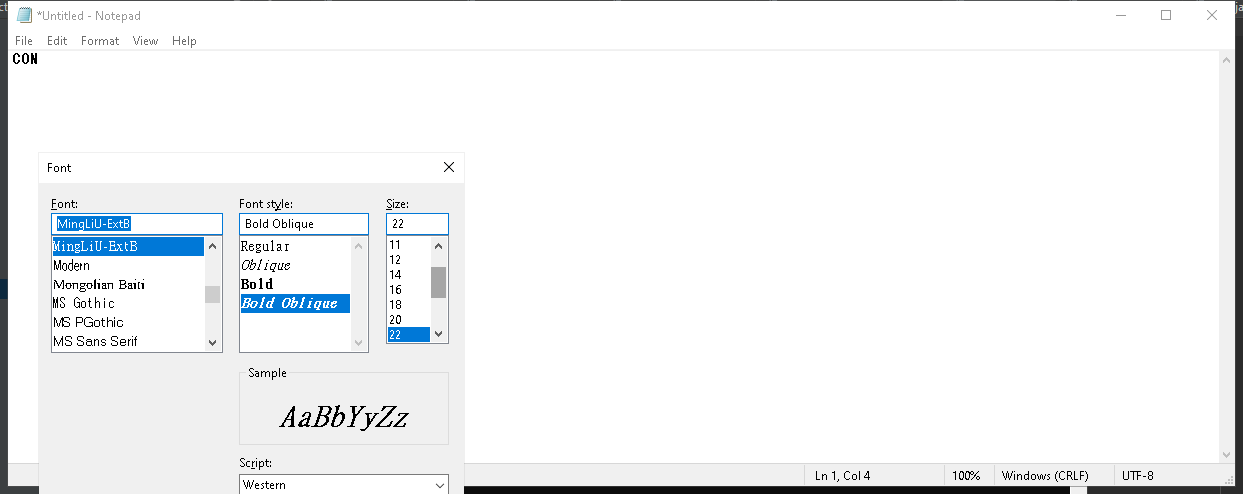 *Untitled - Notepad
File Edit Format View Help
CON
Font
Font: Font style: Size:
MingLiU-ExtB Bold Oblique 22
MingLiU-ExtB Regular 11
Modern Oblique 12
Mongolian Baiti Bold 14
MS Gothic Bold Oblique 16
MS PGothic 18
MS Sans Serif 20
22
Sample
AaBbYyZz
Script:
Western
Ln 1, Col 4 100% Windows (CRLF) UTF-8